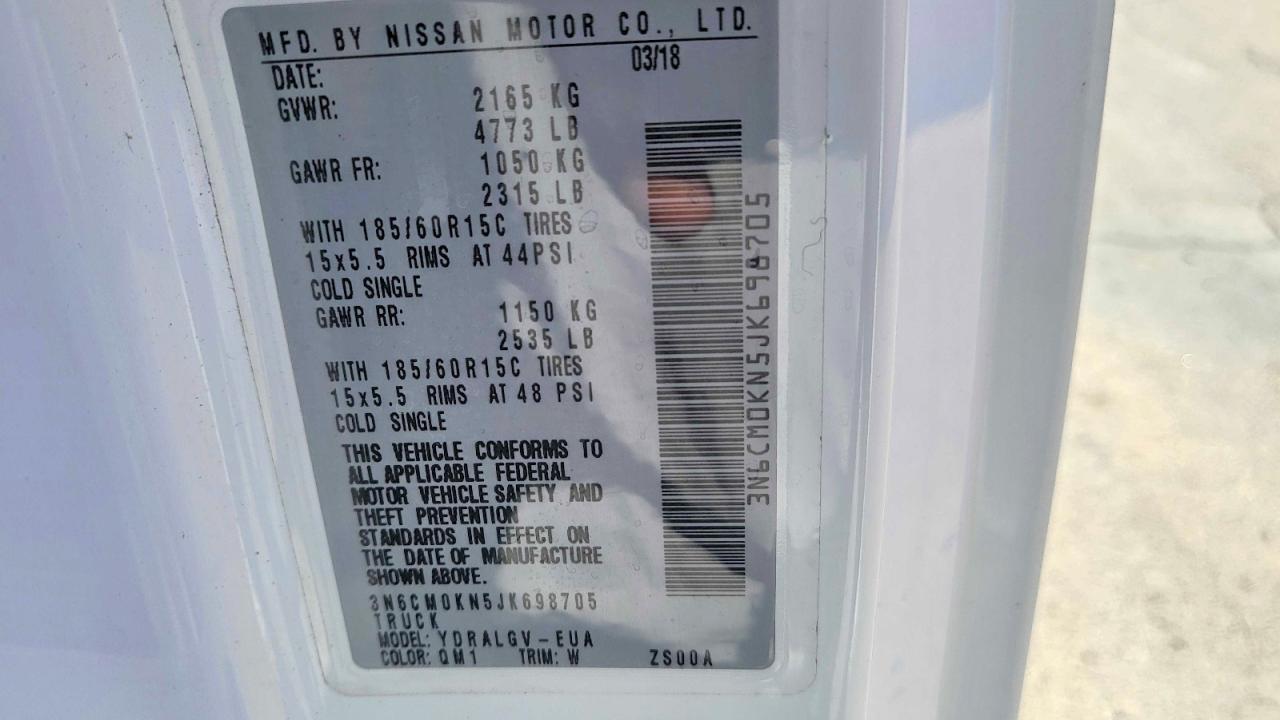 MFD. BY NISSAN MOTOR CO., LTD.
DATE: 03/18
GVWR: 2165 KG
4773 LB
GAWR FR: 1050 KG
2315 LB
WITH 185/60R15C TIRES
15x5.5 RIMS AT 44PSI
COLD SINGLE
GAWR RR: 1150 KG
2535 LB
WITH 185/60R15C TIRES
15x5.5 RIMS AT 48 PSI
COLD SINGLE
THIS VEHICLE CONFORMS TO
ALL APPLICABLE FEDERAL
MOTOR VEHICLE SAFETY AND
THEFT PREVENTION
STANDARDS IN EFFECT ON
THE DATE OF MANUFACTURE
SHOWN ABOVE.
3N6CM0KN5JK698705
TRUCK
MODEL: YDRALGV-EUA
COLOR: QM1 TRIM: W ZS00A
3N6CM0KN5JK698705